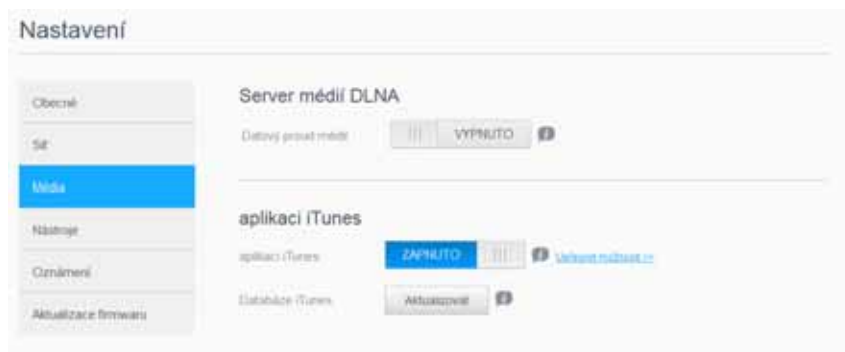 Nastavení
Obecné
Síť
Média
Nástroje
Oznámení
Aktualizace firmwaru
Server médií DLNA
Datový proud médií
VYPNUTO
aplikaci iTunes
aplikaci iTunes
ZAPNUTO
Databáze iTunes
Aktualizovat